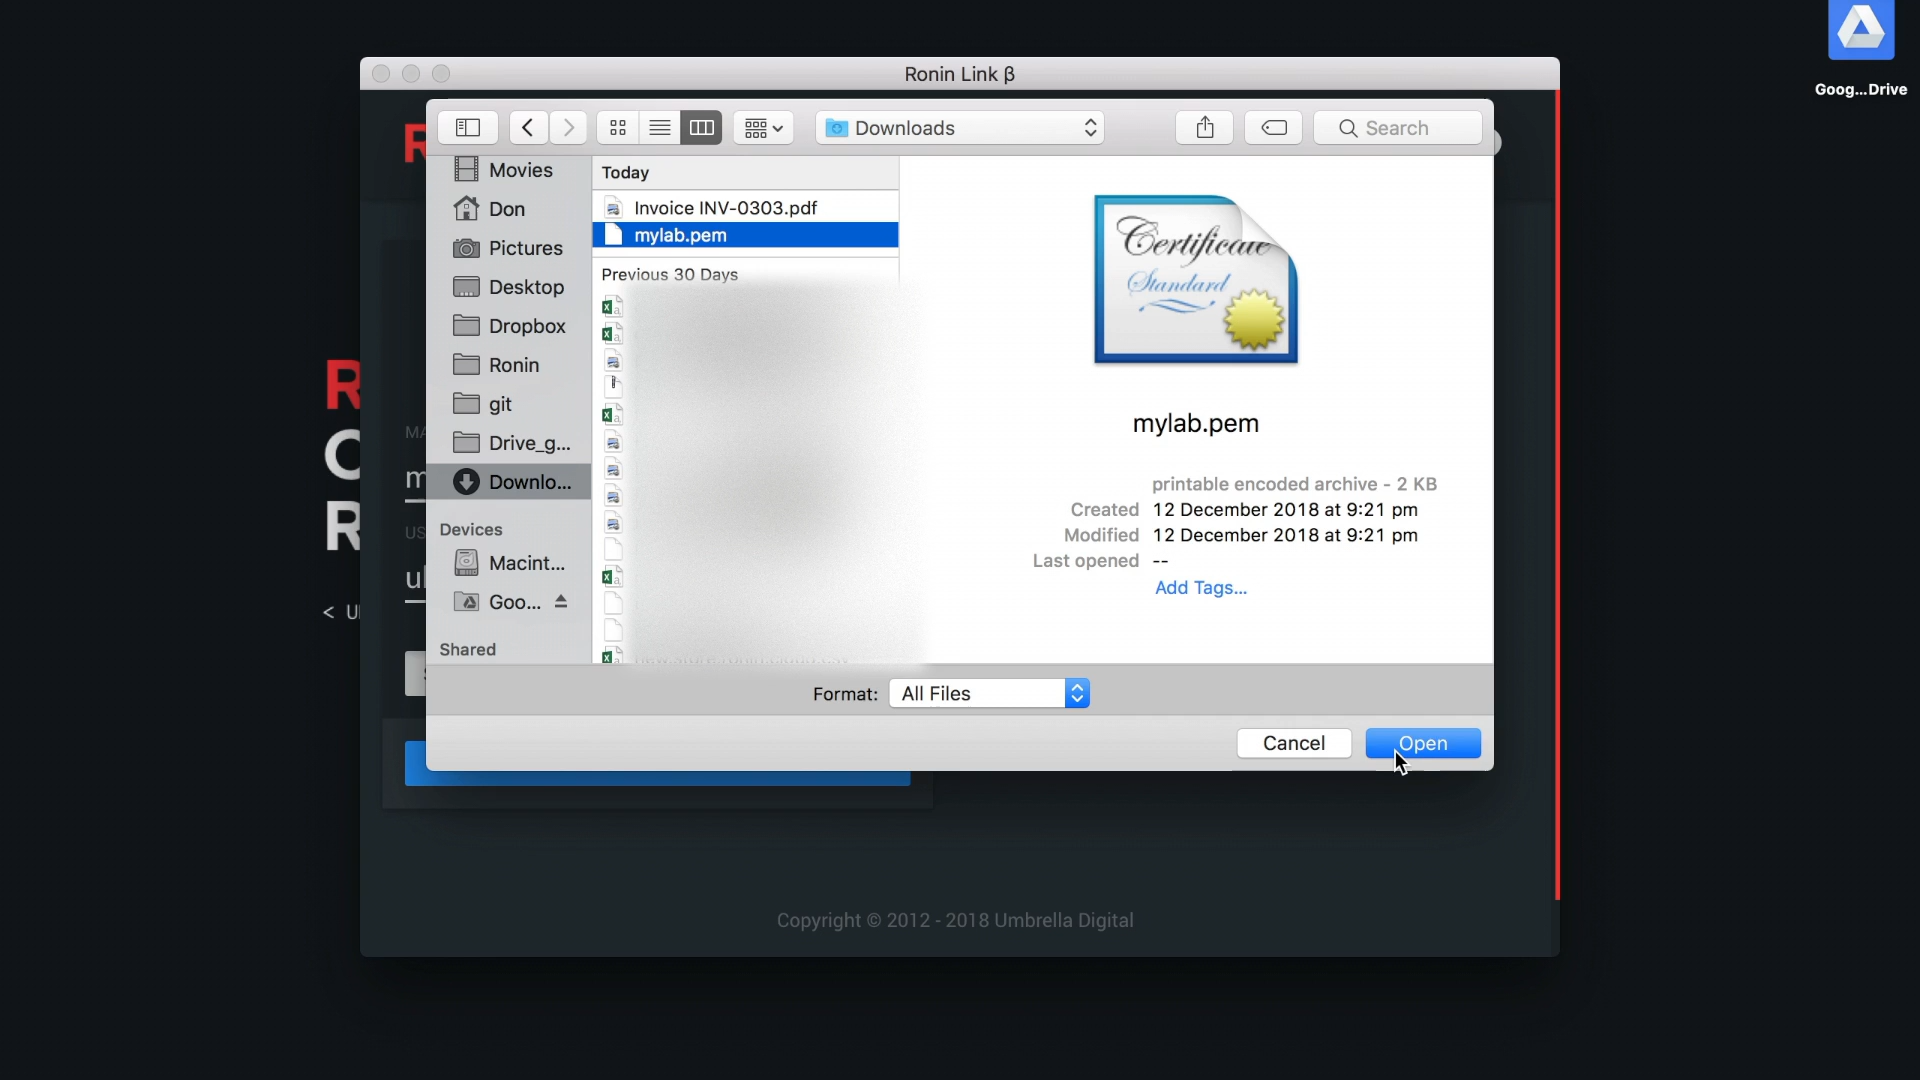 Goog...Drive
Ronin Link β
Downloads
Search
Movies
Don
Pictures
Desktop
Dropbox
Ronin
git
Drive_g...
Downlo...
Devices
Macint...
Goo...
Shared
Today
Invoice INV-0303.pdf
mylab.pem
Previous 30 Days
Certificate
Standard
mylab.pem
printable encoded archive - 2 KB
Created 12 December 2018 at 9:21 pm
Modified 12 December 2018 at 9:21 pm
Last opened --
Add Tags...
Format: All Files
Cancel
Open
R
R
C
R
MA
m
US
ul
< U
Copyright © 2012 - 2018 Umbrella Digital